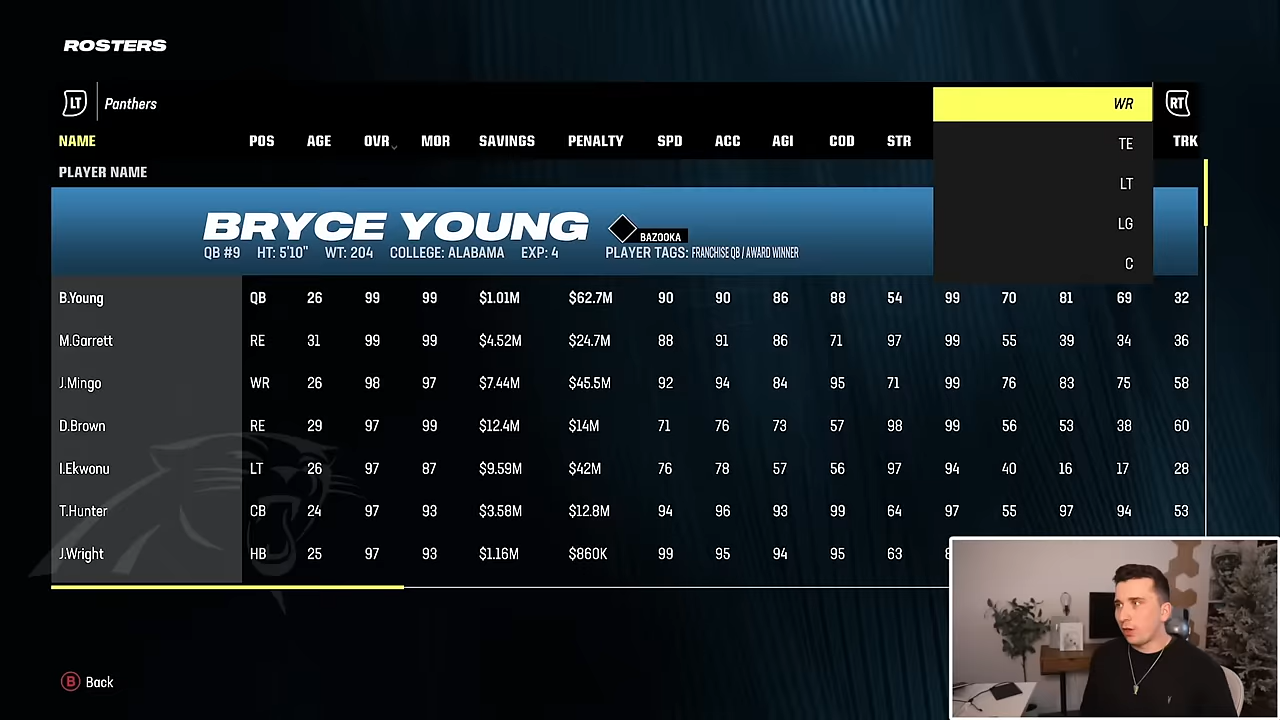 ROSTERS
LT Panthers WR RT
NAME POS AGE OVR MOR SAVINGS PENALTY SPD ACC AGI COD STR TE TRK
PLAYER NAME
LT
BRYCE YOUNG BAZOOKA LG
QB #9 HT: 5'10" WT: 204 COLLEGE: ALABAMA EXP: 4 PLAYER TAGS: FRANCHISE QB / AWARD WINNER
C
B.Young QB 26 99 99 $1.01M $62.7M 90 90 86 88 54 99 70 81 69 32
M.Garrett RE 31 99 99 $4.52M $24.7M 88 91 86 71 97 99 55 39 34 36
J.Mingo WR 26 98 97 $7.44M $45.5M 92 94 84 95 71 99 76 83 75 58
D.Brown RE 29 97 99 $12.4M $14M 71 76 73 57 98 99 56 53 38 60
I.Ekwonu LT 26 97 87 $9.59M $42M 76 78 57 56 97 94 40 16 17 28
T.Hunter CB 24 97 93 $3.58M $12.8M 94 96 93 99 64 97 55 97 94 53
J.Wright HB 25 97 93 $1.16M $860K 99 95 94 95 63
B Back